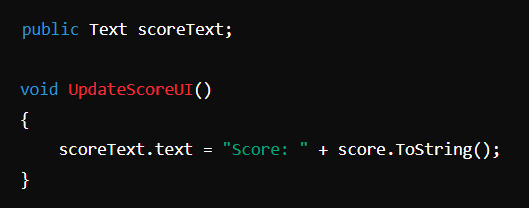 public Text scoreText;
void UpdateScoreUI()
{
    scoreText.text = "Score: " + score.ToString();
}